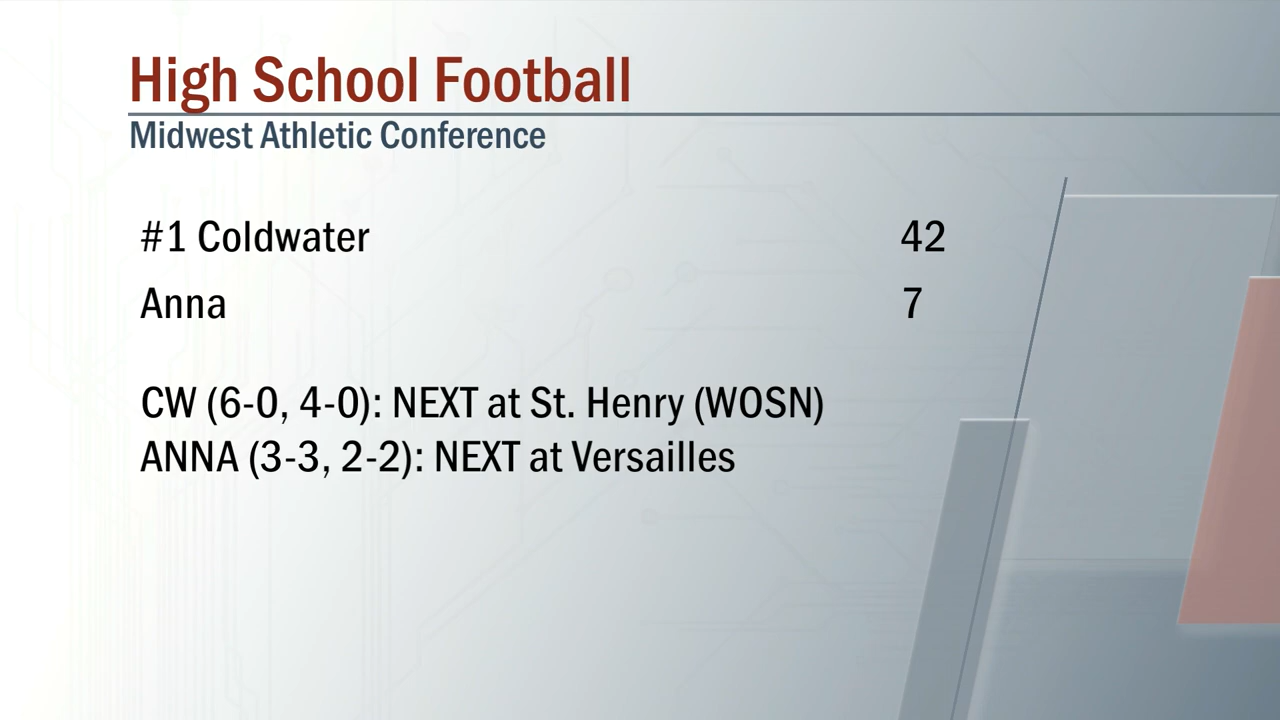 High School Football
Midwest Athletic Conference
#1 Coldwater 42
Anna 7
CW (6-0, 4-0): NEXT at St. Henry (WOSN)
ANNA (3-3, 2-2): NEXT at Versailles